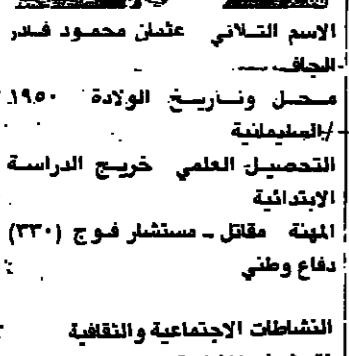 الاسم الثلاثي عثمان محمود قادر
الجاف
محل وتاريخ الولادة ١٩٥٠
/السليمانية
التحصيل العلمي خريج الدراسة
الابتدائية
المهنة مقاتل ـ مستشار فوج (٣٣٠)
دفاع وطني
النشاطات الاجتماعية والثقافية